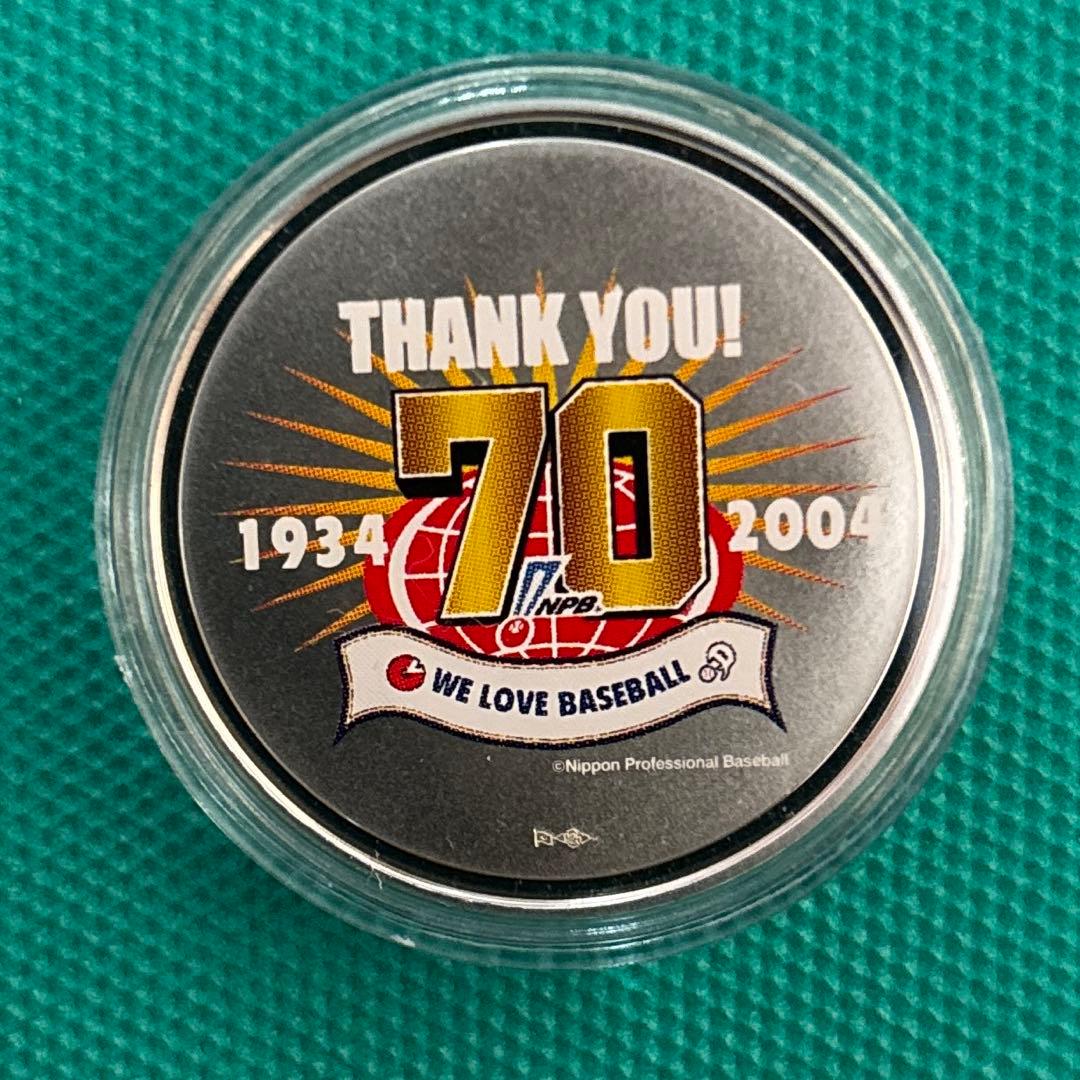 THANK YOU!
70
1934
2004
NPB
WE LOVE BASEBALL
©Nippon Professional Baseball